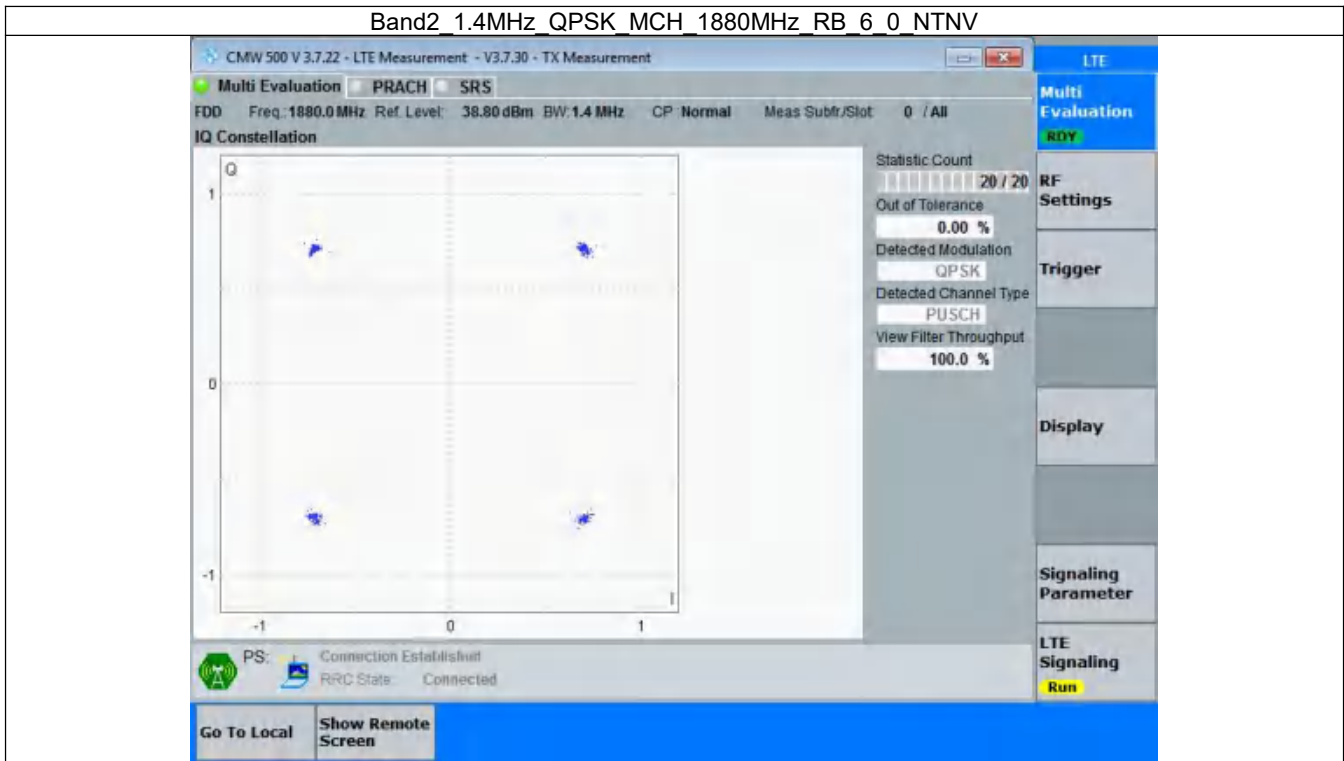 Band2_1.4MHz_QPSK_MCH_1880MHz_RB_6_0_NTNV
CMW 500 V 3.7.22 - LTE Measurement - V3.7.30 - TX Measurement
LTE
Multi Evaluation PRACH SRS
Multi
Evaluation
RDY
FDD Freq.: 1880.0 MHz Ref. Level: 38.80 dBm BW: 1.4 MHz CP: Normal Meas Subfr./Slot: 0 / All
IQ Constellation
Q
1
0
-1
I
-1 0 1
Statistic Count
20 / 20
Out of Tolerance
0.00 %
Detected Modulation
QPSK
Detected Channel Type
PUSCH
View Filter Throughput
100.0 %
RF
Settings
Trigger
Display
Signaling
Parameter
LTE
Signaling
Run
PS: Connection Established
RRC State: Connected
Go To Local
Show Remote
Screen